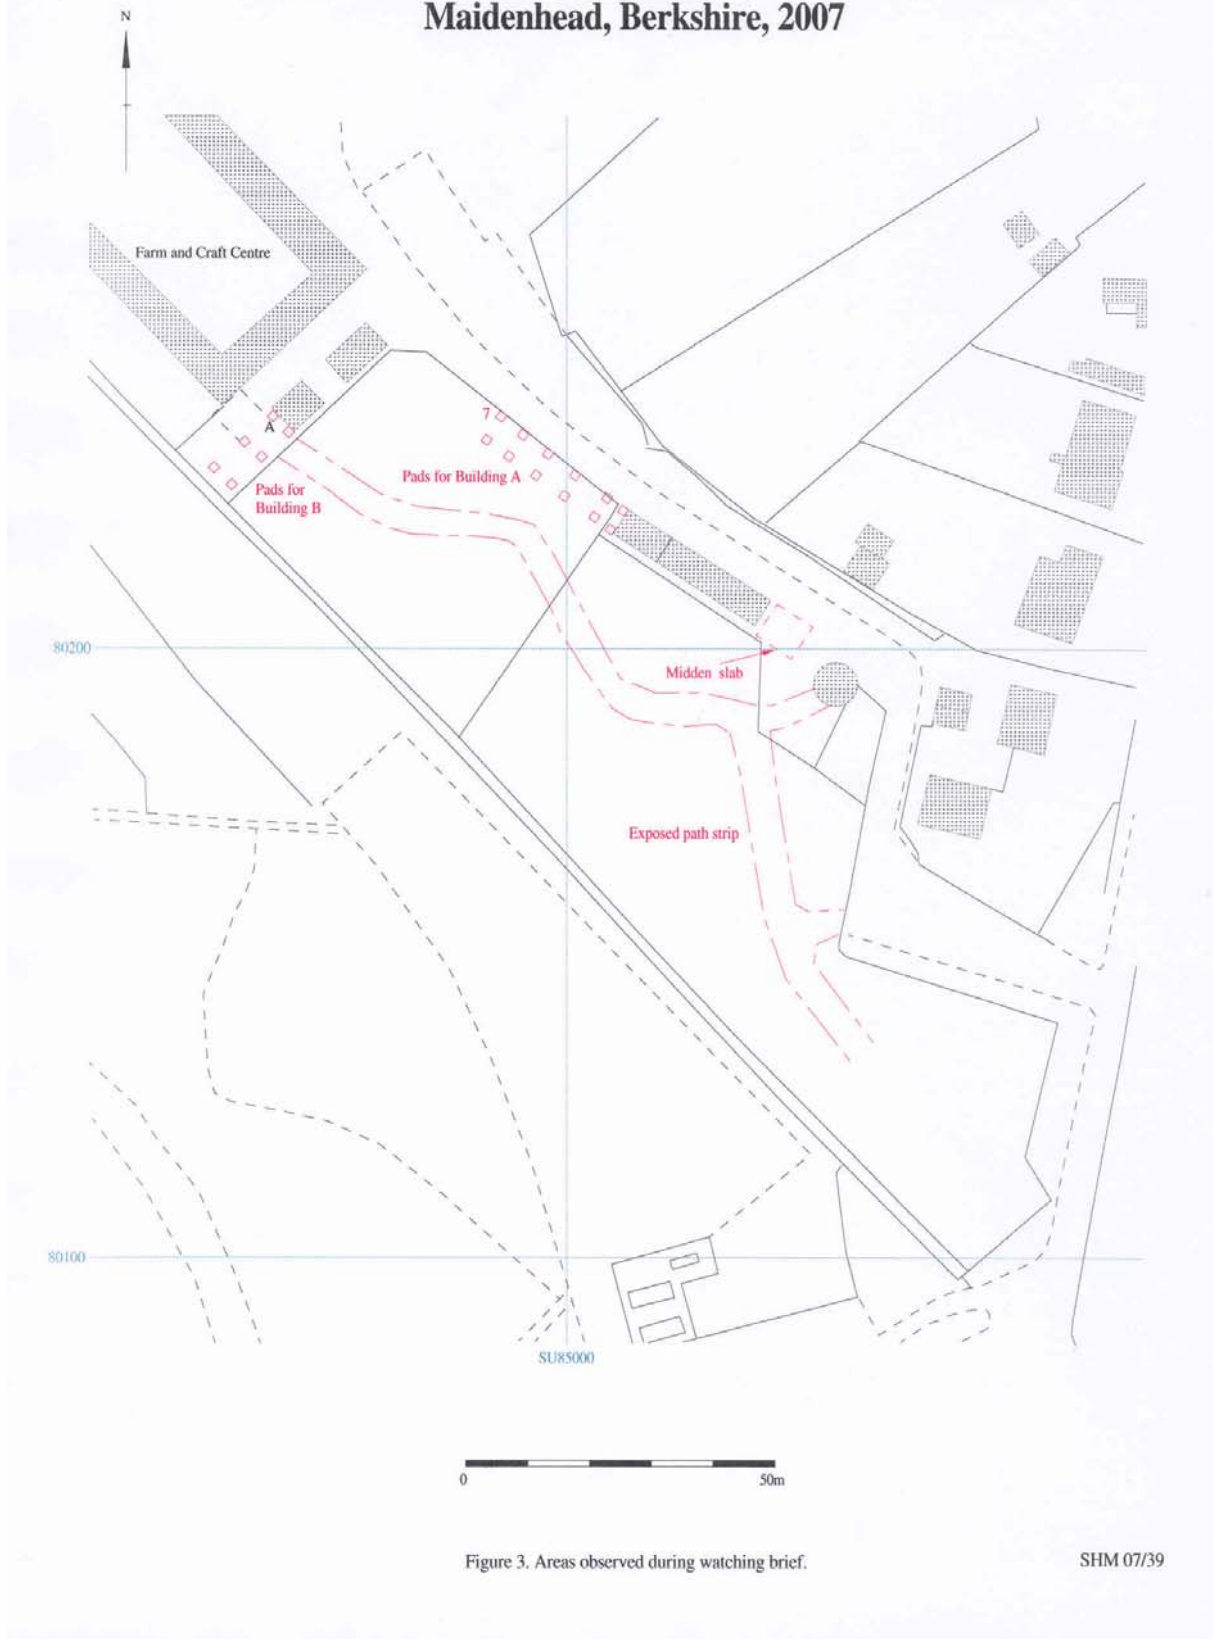 Maidenhead, Berkshire, 2007
N
Farm and Craft Centre
7
A
Pads for Building A
Pads for
Building B
80200
Midden slab
Exposed path strip
80100
SU85000
0
50m
Figure 3. Areas observed during watching brief.
SHM 07/39